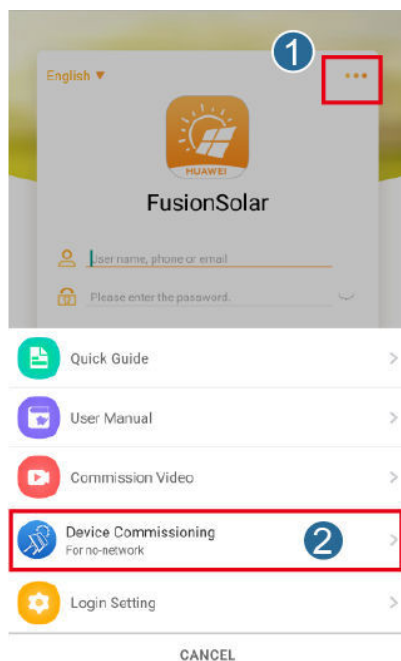 1
English ▼
HUAWEI
FusionSolar
User name, phone or email
Please enter the password.
Quick Guide
User Manual
Commission Video
Device Commissioning
For no-network
2
Login Setting
CANCEL